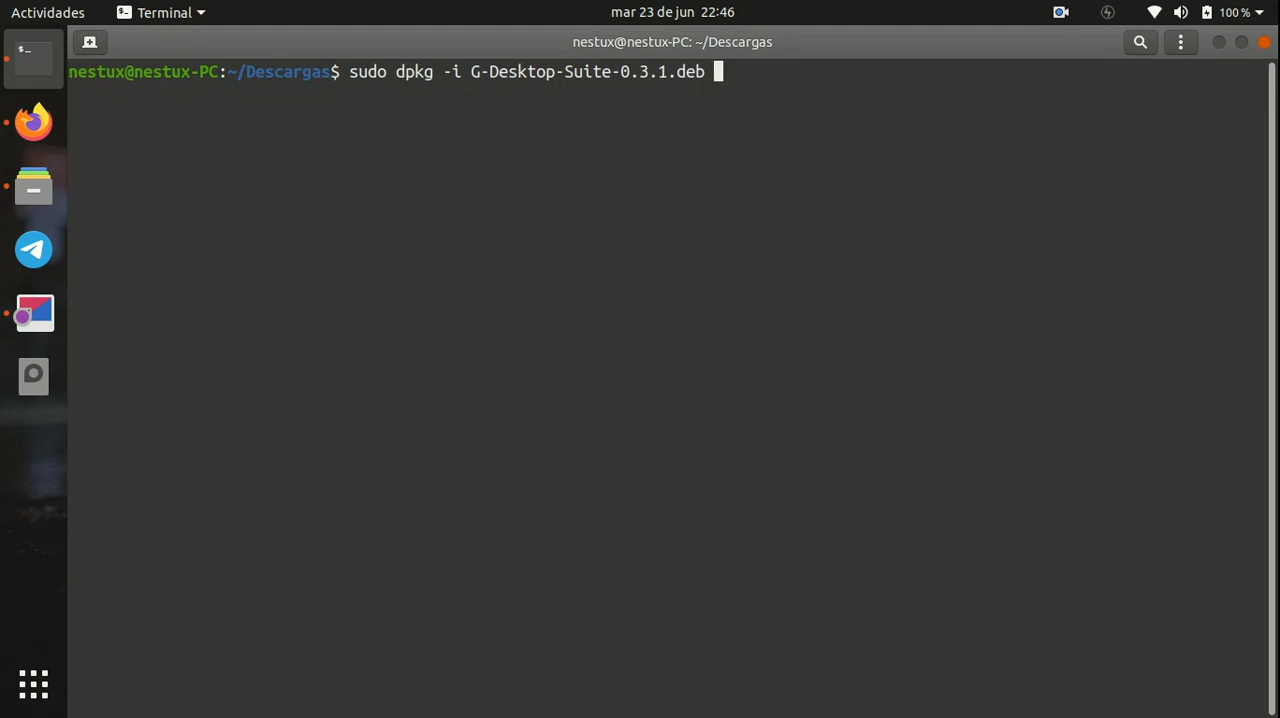 Actividades
Terminal
mar 23 de jun 22:46
100 %
nestux@nestux-PC: ~/Descargas
nestux@nestux-PC:~/Descargas$ sudo dpkg -i G-Desktop-Suite-0.3.1.deb